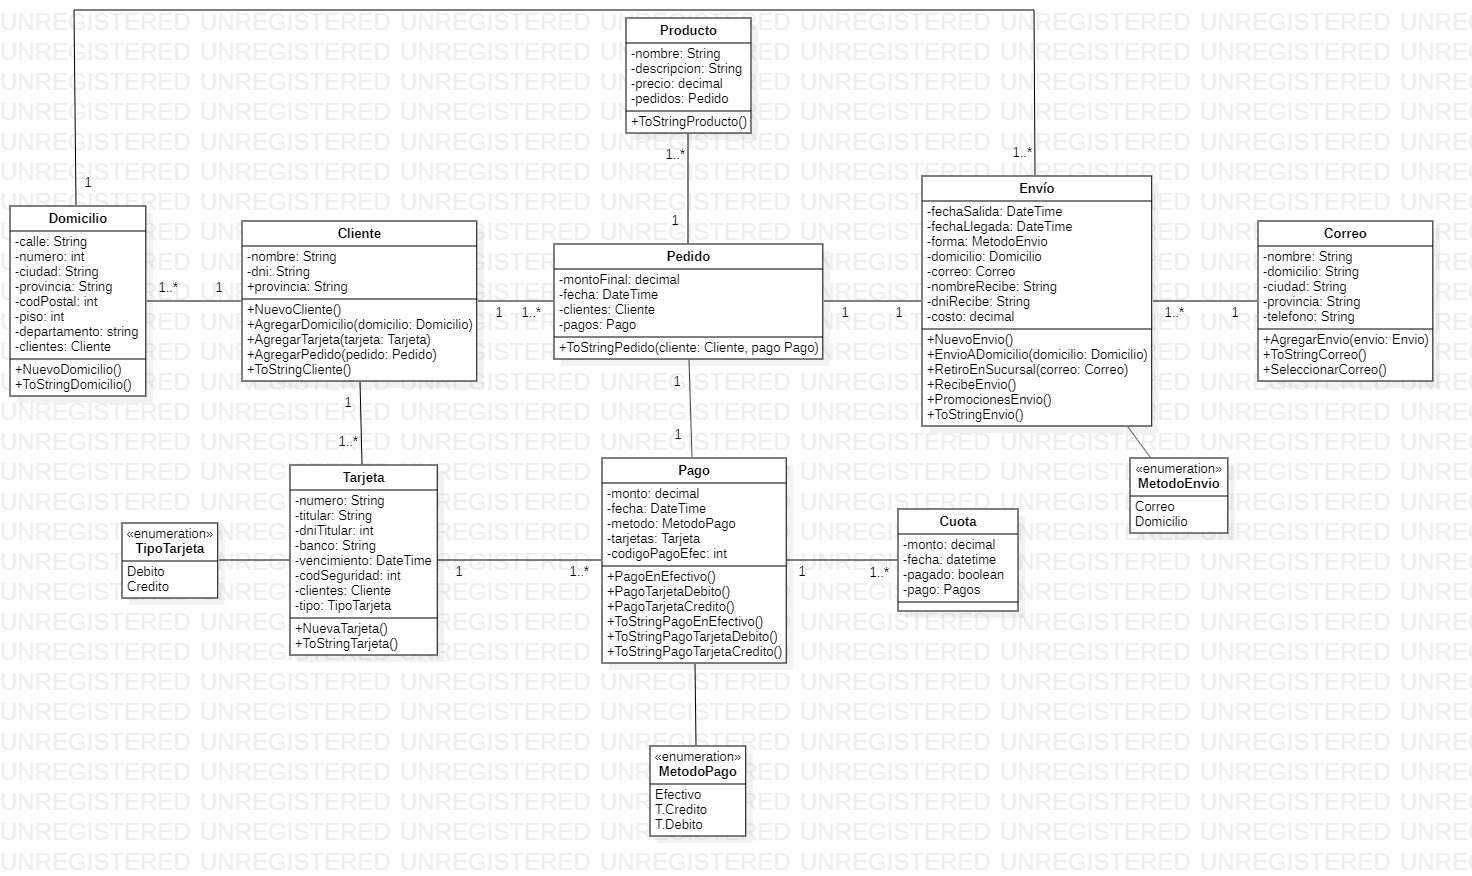 Producto
-nombre: String
-descripcion: String
-precio: decimal
-pedidos: Pedido
+ToStringProducto()
1..*
1
1..*
1
Domicilio
-calle: String
-numero: int
-ciudad: String
-provincia: String
-codPostal: int
-piso: int
-departamento: string
-clientes: Cliente
+NuevoDomicilio()
+ToStringDomicilio()
1..*
1
Cliente
-nombre: String
-dni: String
+provincia: String
+NuevoCliente()
+AgregarDomicilio(domicilio: Domicilio)
+AgregarTarjeta(tarjeta: Tarjeta)
+AgregarPedido(pedido: Pedido)
+ToStringCliente()
1
1..*
Pedido
-montoFinal: decimal
-fecha: DateTime
-clientes: Cliente
-pagos: Pago
+ToStringPedido(cliente: Cliente, pago Pago)
1
1
Envío
-fechaSalida: DateTime
-fechaLlegada: DateTime
-forma: MetodoEnvio
-domicilio: Domicilio
-correo: Correo
-nombreRecibe: String
-dniRecibe: String
-costo: decimal
+NuevoEnvio()
+EnvioADomicilio(domicilio: Domicilio)
+RetiroEnSucursal(correo: Correo)
+RecibeEnvio()
+PromocionesEnvio()
+ToStringEnvio()
1..*
1
Correo
-nombre: String
-domicilio: String
-ciudad: String
-provincia: String
-telefono: String
+AgregarEnvio(envio: Envio)
+ToStringCorreo()
+SeleccionarCorreo()
1
1..*
1
1
«enumeration»
TipoTarjeta
Debito
Credito
Tarjeta
-numero: String
-titular: String
-dniTitular: int
-banco: String
-vencimiento: DateTime
-codSeguridad: int
-clientes: Cliente
-tipo: TipoTarjeta
+NuevaTarjeta()
+ToStringTarjeta()
1
1..*
Pago
-monto: decimal
-fecha: DateTime
-metodo: MetodoPago
-tarjetas: Tarjeta
-codigoPagoEfec: int
+PagoEnEfectivo()
+PagoTarjetaDebito()
+PagoTarjetaCredito()
+ToStringPagoEnEfectivo()
+ToStringPagoTarjetaDebito()
+ToStringPagoTarjetaCredito()
1
1..*
Cuota
-monto: decimal
-fecha: datetime
-pagado: boolean
-pago: Pagos
«enumeration»
MetodoEnvio
Correo
Domicilio
«enumeration»
MetodoPago
Efectivo
T.Credito
T.Debito
UNREGISTERED